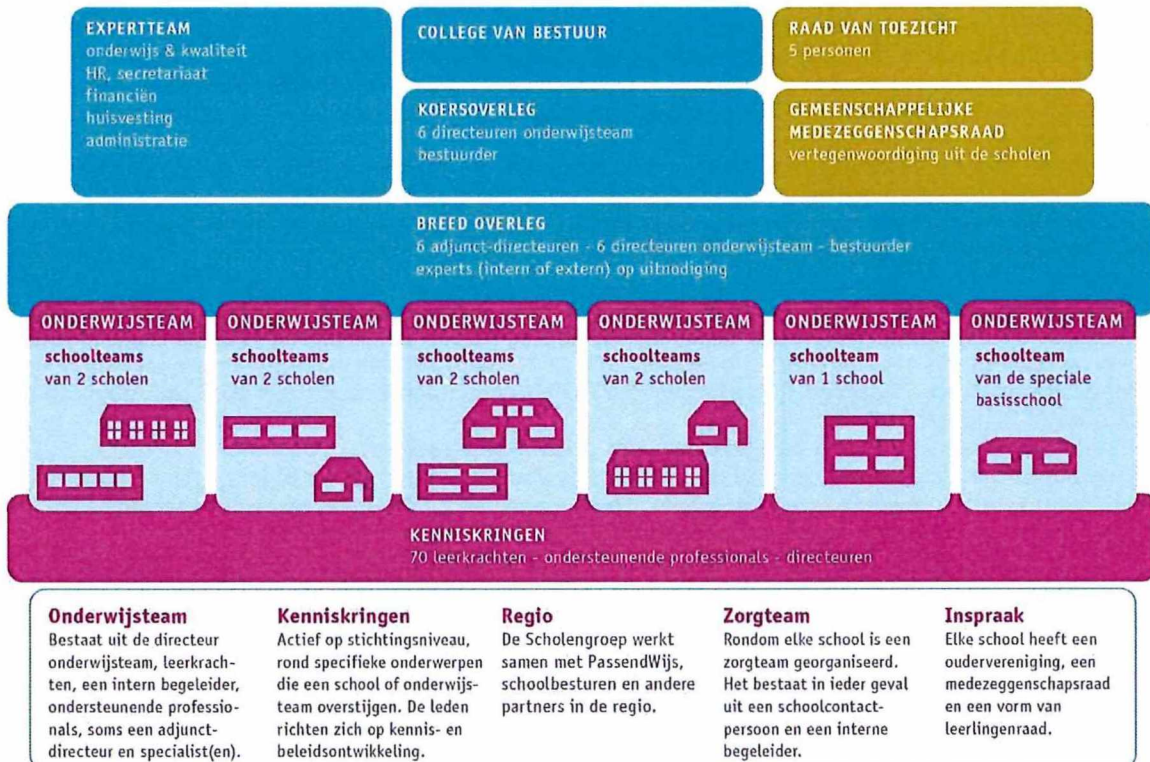 EXPERTTEAM
onderwijs & kwaliteit
HR, secretariaat
financiën
huisvesting
administratie
COLLEGE VAN BESTUUR
RAAD VAN TOEZICHT
5 personen
KOERSOVERLEG
6 directeuren onderwijsteam
bestuurder
GEMEENSCHAPPELIJKE
MEDEZEGGENSCHAPSRAAD
vertegenwoordiging uit de scholen
BREED OVERLEG
6 adjunct-directeuren - 6 directeuren onderwijsteam - bestuurder
experts (intern of extern) op uitnodiging
ONDERWIJSTEAM
schoolteams
van 2 scholen
ONDERWIJSTEAM
schoolteams
van 2 scholen
ONDERWIJSTEAM
schoolteams
van 2 scholen
ONDERWIJSTEAM
schoolteams
van 2 scholen
ONDERWIJSTEAM
schoolteam
van 1 school
ONDERWIJSTEAM
schoolteam
van de speciale
basisschool
KENNISKRINGEN
70 leerkrachten - ondersteunende professionals - directeuren
Onderwijsteam
Bestaat uit de directeur
onderwijsteam, leerkrach-
ten, een intern begeleider,
ondersteunende professio-
nals, soms een adjunct-
directeur en specialist(en).
Kenniskringen
Actief op stichtingsniveau,
rond specifieke onderwerpen
die een school of onderwijs-
team overstijgen. De leden
richten zich op kennis- en
beleidsontwikkeling.
Regio
De Scholengroep werkt
samen met PassendWijs,
schoolbesturen en andere
partners in de regio.
Zorgteam
Rondom elke school is een
zorgteam georganiseerd.
Het bestaat in ieder geval
uit een schoolcontact-
persoon en een interne
begeleider.
Inspraak
Elke school heeft een
oudervereniging, een
medezeggenschapsraad
en een vorm van
leerlingenraad.